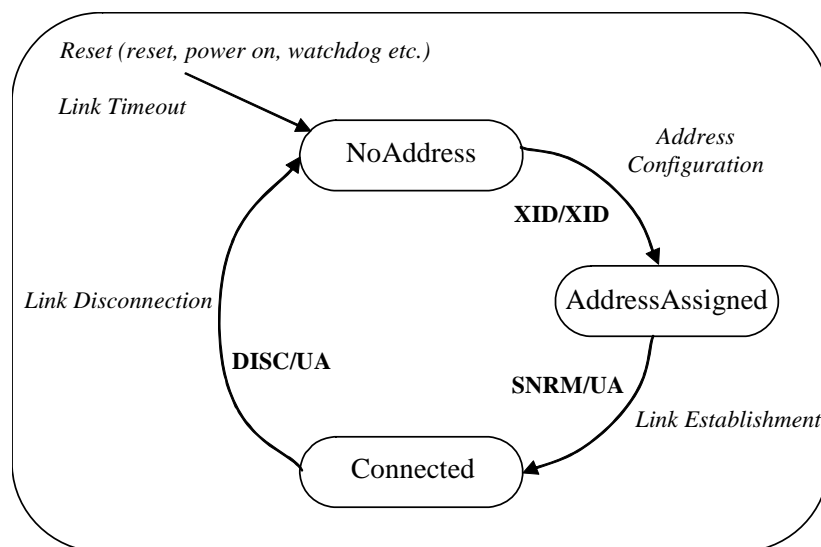 Reset (reset, power on, watchdog etc.)
Link Timeout
NoAddress
Address
Configuration
XID/XID
AddressAssigned
Link Disconnection
DISC/UA
SNRM/UA
Link Establishment
Connected